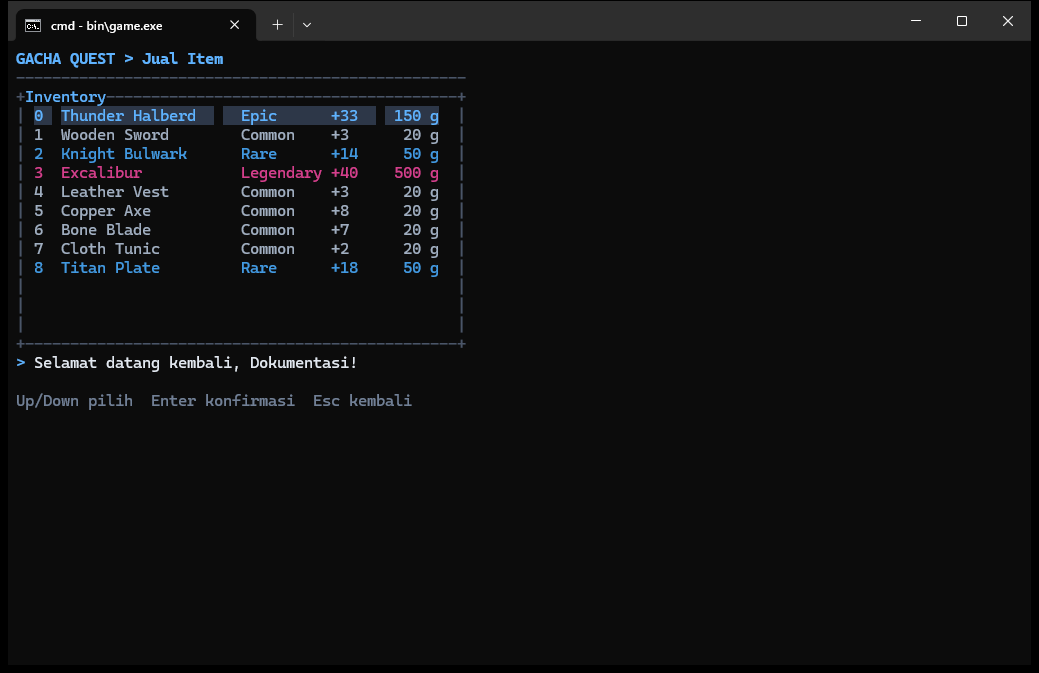 cmd - bin\game.exe
GACHA QUEST > Jual Item
Inventory
0 Thunder Halberd Epic +33 150 g
1 Wooden Sword Common +3 20 g
2 Knight Bulwark Rare +14 50 g
3 Excalibur Legendary +40 500 g
4 Leather Vest Common +3 20 g
5 Copper Axe Common +8 20 g
6 Bone Blade Common +7 20 g
7 Cloth Tunic Common +2 20 g
8 Titan Plate Rare +18 50 g
> Selamat datang kembali, Dokumentasi!
Up/Down pilih Enter konfirmasi Esc kembali